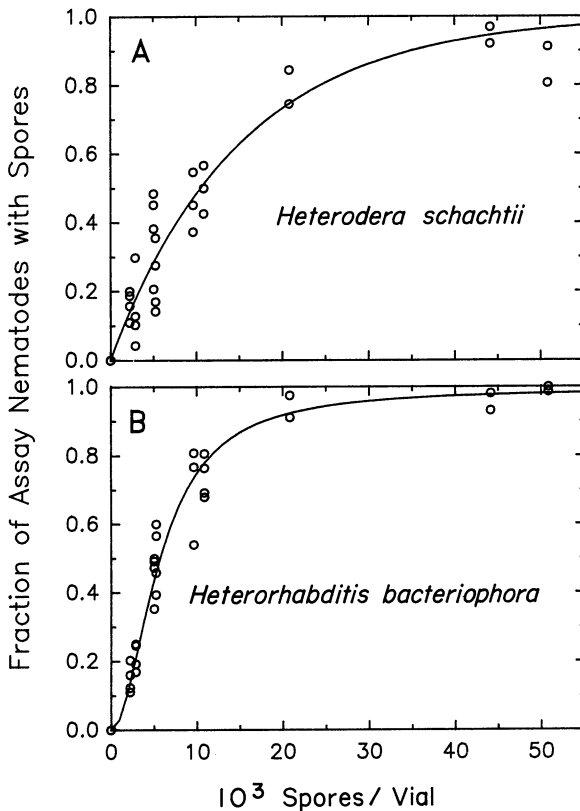 Fraction of Assay Nematodes with Spores
1.0
A
0.8
0.6
0.4
Heterodera schachtii
0.2
0.0
1.0
B
0.8
0.6
0.4
Heterorhabditis bacteriophora
0.2
0.0
0 10 20 30 40 50
10³ Spores/ Vial